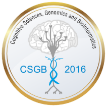 Cognitive Sciences, Genomics and Bioinformatics
CSGB 2016